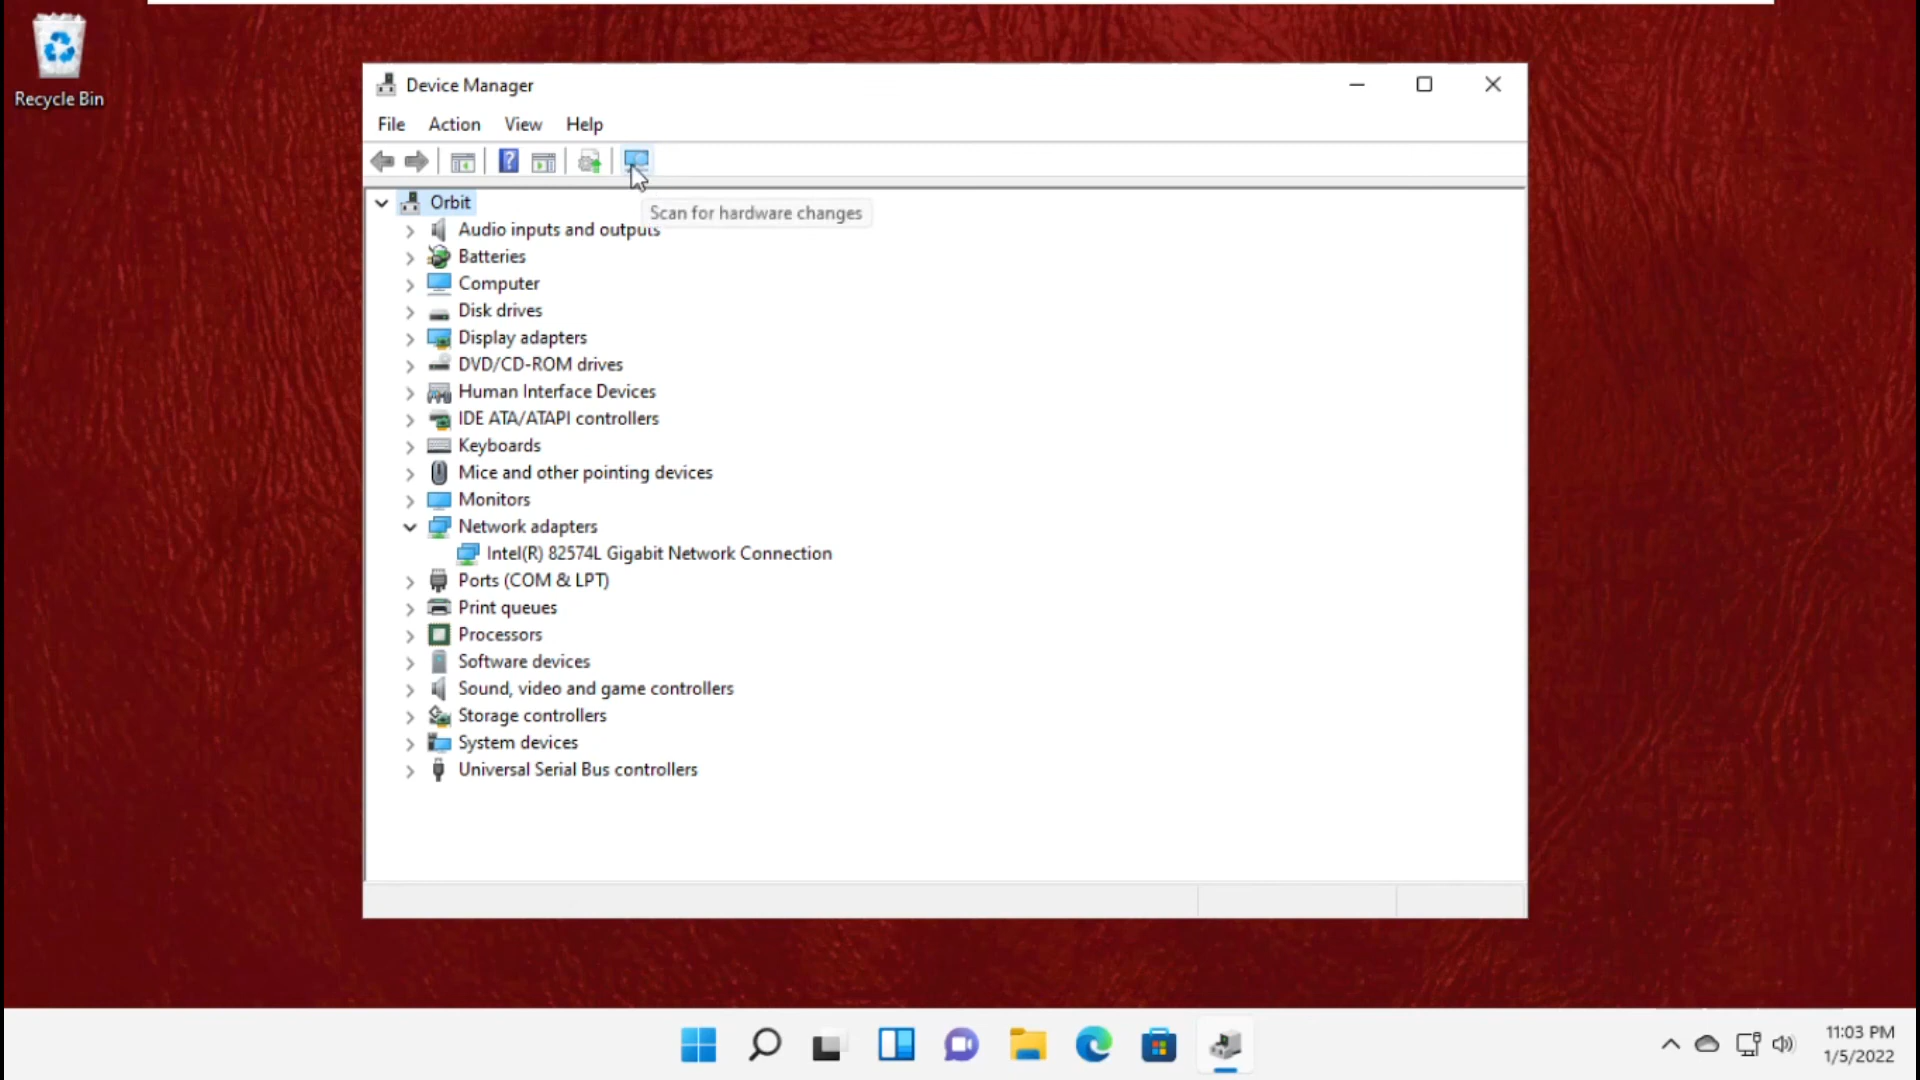 Recycle Bin
Device Manager
File Action View Help
Orbit
Scan for hardware changes
Audio inputs and outputs
Batteries
Computer
Disk drives
Display adapters
DVD/CD-ROM drives
Human Interface Devices
IDE ATA/ATAPI controllers
Keyboards
Mice and other pointing devices
Monitors
Network adapters
Intel(R) 82574L Gigabit Network Connection
Ports (COM & LPT)
Print queues
Processors
Software devices
Sound, video and game controllers
Storage controllers
System devices
Universal Serial Bus controllers
11:03 PM
1/5/2022